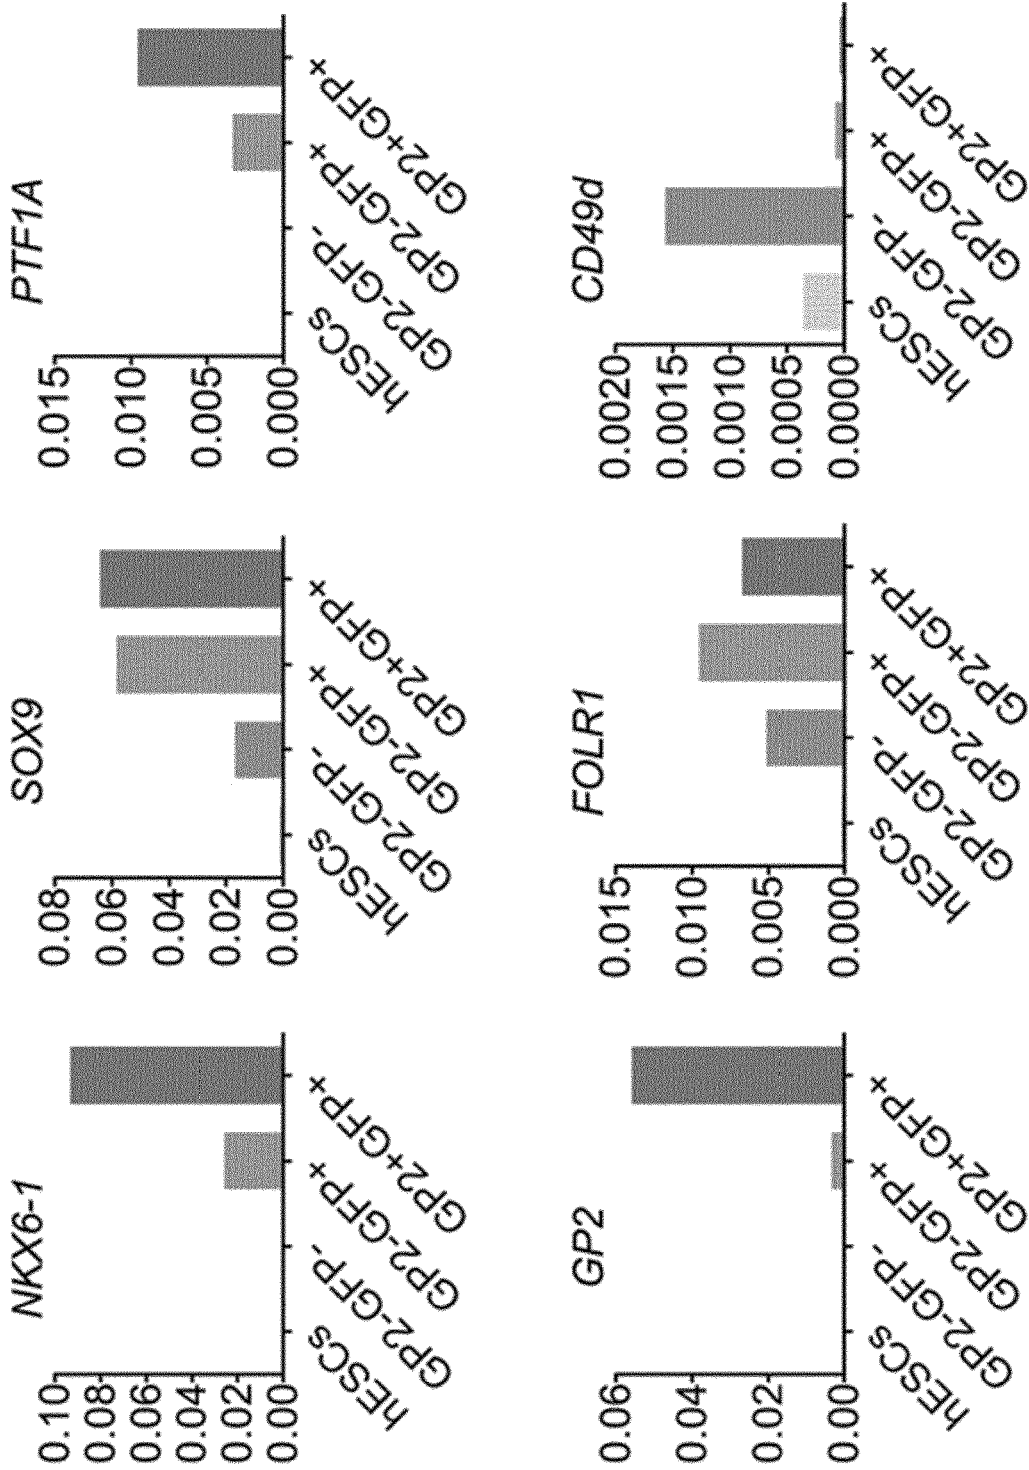 NKX6-1
0.10
0.08
0.06
0.04
0.02
0.00
hESCs
GP2-GFP-
GP2-GFP+
GP2+GFP+
SOX9
0.08
0.06
0.04
0.02
0.00
hESCs
GP2-GFP-
GP2-GFP+
GP2+GFP+
PTF1A
0.015
0.010
0.005
0.000
hESCs
GP2-GFP-
GP2-GFP+
GP2+GFP+
GP2
0.06
0.04
0.02
0.00
hESCs
GP2-GFP-
GP2-GFP+
GP2+GFP+
FOLR1
0.015
0.010
0.005
0.000
hESCs
GP2-GFP-
GP2-GFP+
GP2+GFP+
CD49d
0.0020
0.0015
0.0010
0.0005
0.0000
hESCs
GP2-GFP-
GP2-GFP+
GP2+GFP+